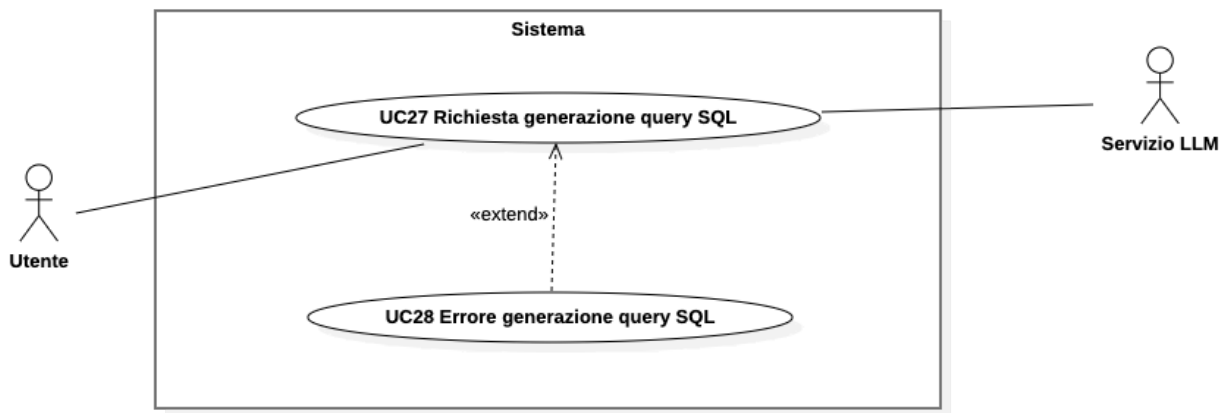 Sistema
UC27 Richiesta generazione query SQL
Servizio LLM
«extend»
Utente
UC28 Errore generazione query SQL